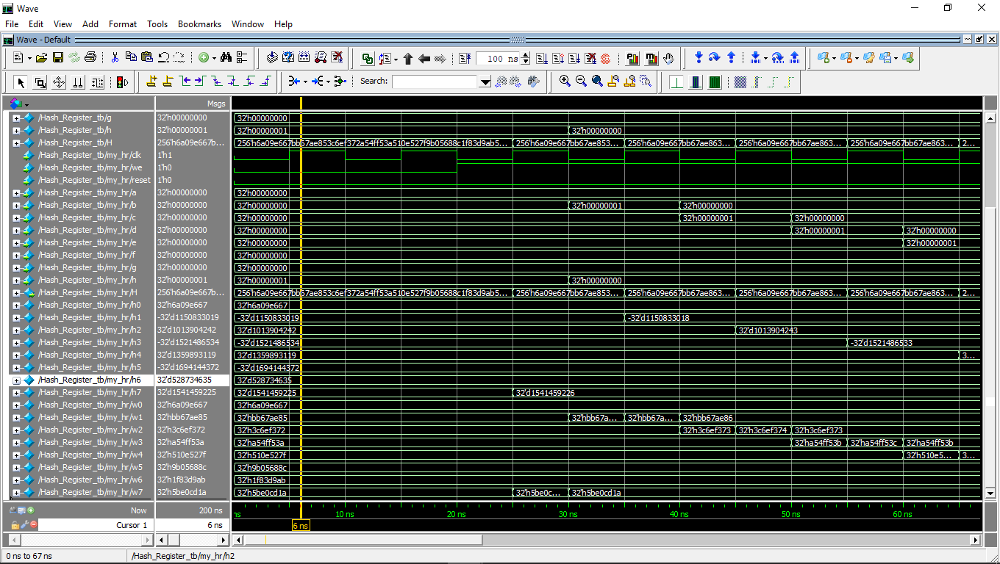 Wave
File Edit View Add Format Tools Bookmarks Window Help
Wave - Default
100 ns
Search:
Msgs
/Hash_Register_tb/g 32'h00000000 32'h00000000
/Hash_Register_tb/h 32'h00000001 32'h00000001 32'h00000000
/Hash_Register_tb/H 256'h6a09e667b... 256'h6a09e667bb67ae853c6ef372a54ff53a510e527f9b05688c1f83d9ab5... 256'h6a09e667bb67ae853... 256'h6a09e667bb67ae863... 256'h6a09e667bb67ae863... 256'h6a09e667bb67ae863... 2...
/Hash_Register_tb/my_hr/clk 1'h1
/Hash_Register_tb/my_hr/we 1'h0
/Hash_Register_tb/my_hr/reset 1'h0
/Hash_Register_tb/my_hr/a 32'h00000000 32'h00000000
/Hash_Register_tb/my_hr/b 32'h00000000 32'h00000000 32'h00000001 32'h00000000
/Hash_Register_tb/my_hr/c 32'h00000000 32'h00000000 32'h00000001 32'h00000000
/Hash_Register_tb/my_hr/d 32'h00000000 32'h00000000 32'h00000001 32'h00000000
/Hash_Register_tb/my_hr/e 32'h00000000 32'h00000000 32'h00000001
/Hash_Register_tb/my_hr/f 32'h00000000 32'h00000000
/Hash_Register_tb/my_hr/g 32'h00000000 32'h00000000
/Hash_Register_tb/my_hr/h 32'h00000001 32'h00000001 32'h00000000
/Hash_Register_tb/my_hr/H 256'h6a09e667b... 256'h6a09e667bb67ae853c6ef372a54ff53a510e527f9b05688c1f83d9ab5... 256'h6a09e667bb67ae853... 256'h6a09e667bb67ae863... 256'h6a09e667bb67ae863... 256'h6a09e667bb67ae863... 2...
/Hash_Register_tb/my_hr/h0 32'h6a09e667 32'h6a09e667
/Hash_Register_tb/my_hr/h1 -32'd1150833019 -32'd1150833019 -32'd1150833018
/Hash_Register_tb/my_hr/h2 32'd1013904242 32'd1013904242 32'd1013904243
/Hash_Register_tb/my_hr/h3 -32'd1521486534 -32'd1521486534 -32'd1521486533
/Hash_Register_tb/my_hr/h4 32'd1359893119 32'd1359893119 3...
/Hash_Register_tb/my_hr/h5 -32'd1694144372 -32'd1694144372
/Hash_Register_tb/my_hr/h6 32'd528734635 32'd528734635
/Hash_Register_tb/my_hr/h7 32'd1541459225 32'd1541459225 32'd1541459226
/Hash_Register_tb/my_hr/w0 32'h6a09e667 32'h6a09e667
/Hash_Register_tb/my_hr/w1 32'hbb67ae85 32'hbb67ae85 32'hbb67a... 32'hbb67a... 32'hbb67ae86
/Hash_Register_tb/my_hr/w2 32'h3c6ef372 32'h3c6ef372 32'h3c6ef373 32'h3c6ef374 32'h3c6ef373
/Hash_Register_tb/my_hr/w3 32'ha54ff53a 32'ha54ff53a 32'ha54ff53b 32'ha54ff53c 32'ha54ff53b
/Hash_Register_tb/my_hr/w4 32'h510e527f 32'h510e527f 32'h510e5... 3...
/Hash_Register_tb/my_hr/w5 32'h9b05688c 32'h9b05688c
/Hash_Register_tb/my_hr/w6 32'h1f83d9ab 32'h1f83d9ab
/Hash_Register_tb/my_hr/w7 32'h5be0cd1a 32'h5be0cd1a 32'h5be0c... 32'h5be0cd1a
Now 200 ns ns 10 ns 20 ns 30 ns 40 ns 50 ns 60 ns
Cursor 1 6 ns 6 ns
0 ns to 67 ns /Hash_Register_tb/my_hr/h2